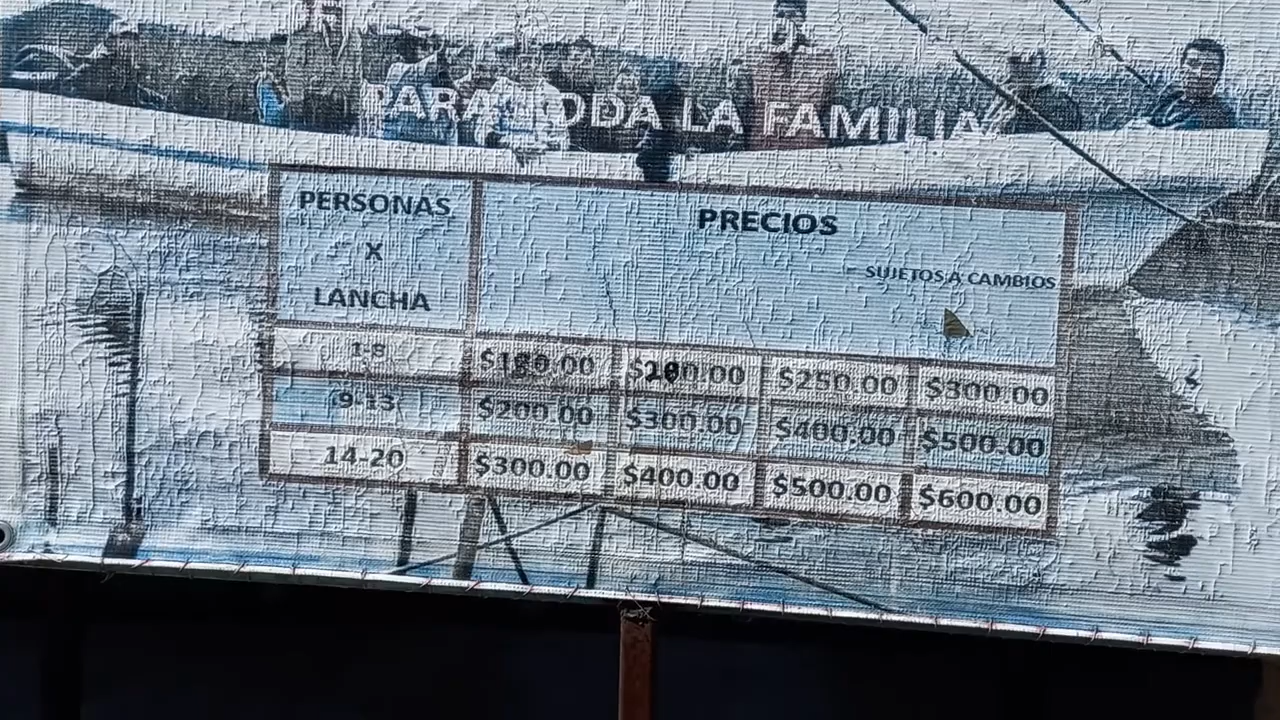 PARA TODA LA FAMILIA
PERSONAS
X
LANCHA
PRECIOS
SUJETOS A CAMBIOS
1-8 $250.00 $300.00
9-13 $200.00 $300.00 $400.00 $500.00
14-20 $300.00 $400.00 $500.00 $600.00